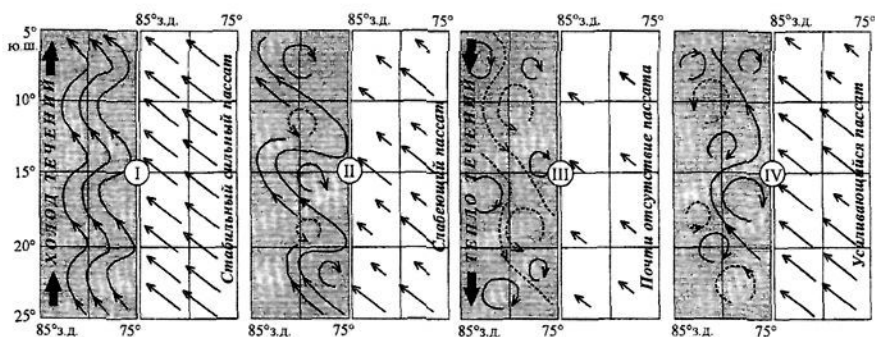 85°з.д. 75°
85°з.д. 75°
85°з.д. 75°
85°з.д. 75°
5°
ю.ш.
10°
15°
20°
25°
ХОЛОД ТЕЧЕНИЙ
I
Стабильный сильный пассат
II
Слабеющий пассат
ТЕПЛО ТЕЧЕНИЙ
III
Почти отсутствие пассата
IV
Усиливающийся пассат
85°з.д. 75°
85°з.д. 75°
85°з.д. 75°
85°з.д. 75°